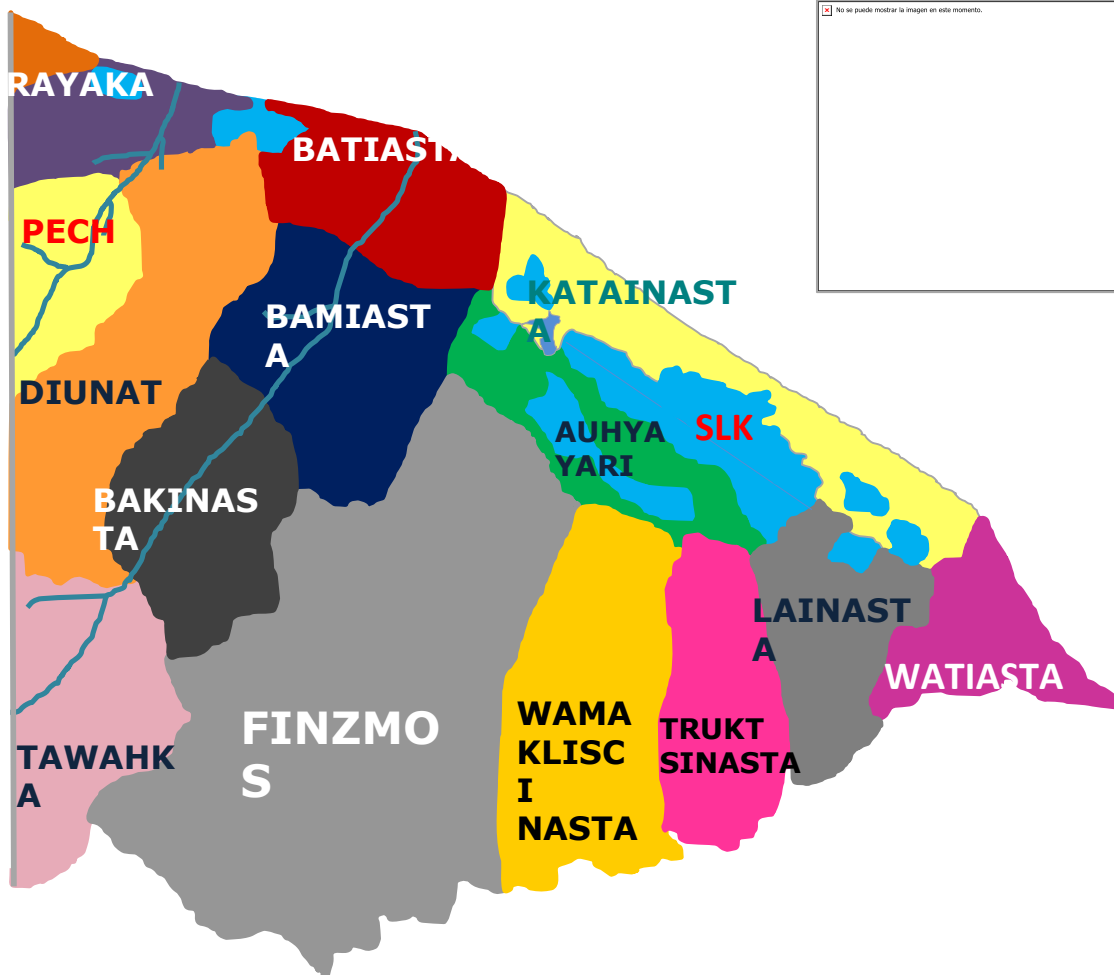 No se puede mostrar la imagen en este momento.
RAYAKA
BATIASTA
PECH
KATAINAST
A
BAMIAST
A
DIUNAT
SLK
AUHYA
YARI
BAKINAS
TA
LAINAST
A
WATIASTA
FINZMO
S
WAMA
KLISC
I
NASTA
TRUKT
SINASTA
TAWAHK
A